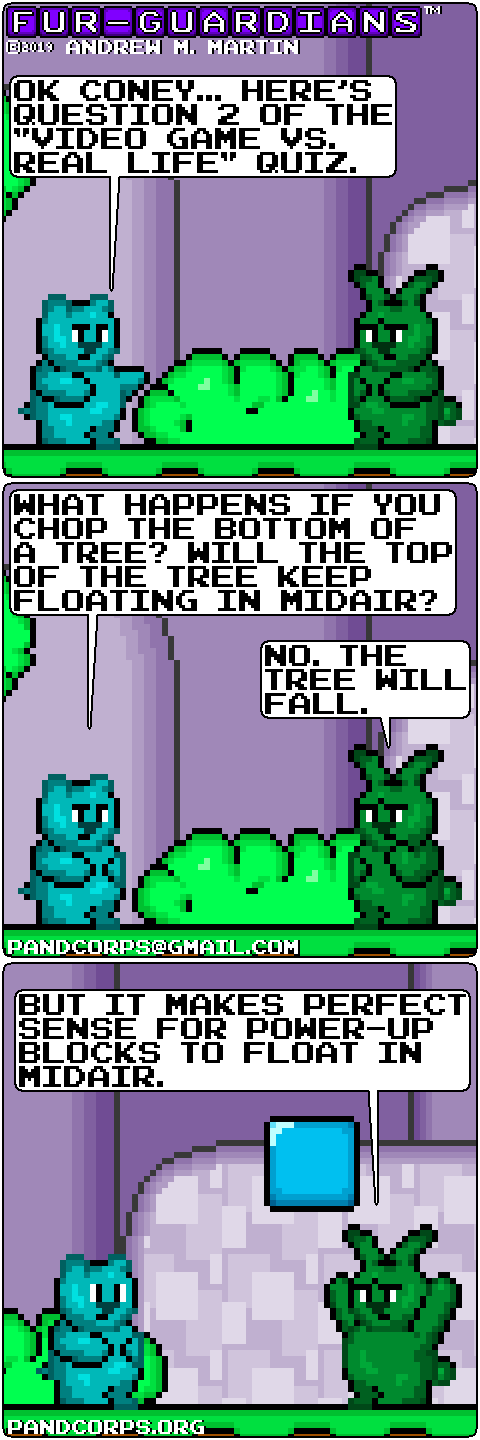 FUR-GUARDIANS™
©2019 ANDREW M. MARTIN
OK CONEY... HERE'S
QUESTION 2 OF THE
"VIDEO GAME VS.
REAL LIFE" QUIZ.
WHAT HAPPENS IF YOU
CHOP THE BOTTOM OF
A TREE? WILL THE TOP
OF THE TREE KEEP
FLOATING IN MIDAIR?
NO. THE
TREE WILL
FALL.
PANDCORPS@GMAIL.COM
BUT IT MAKES PERFECT
SENSE FOR POWER-UP
BLOCKS TO FLOAT IN
MIDAIR.
PANDCORPS.ORG